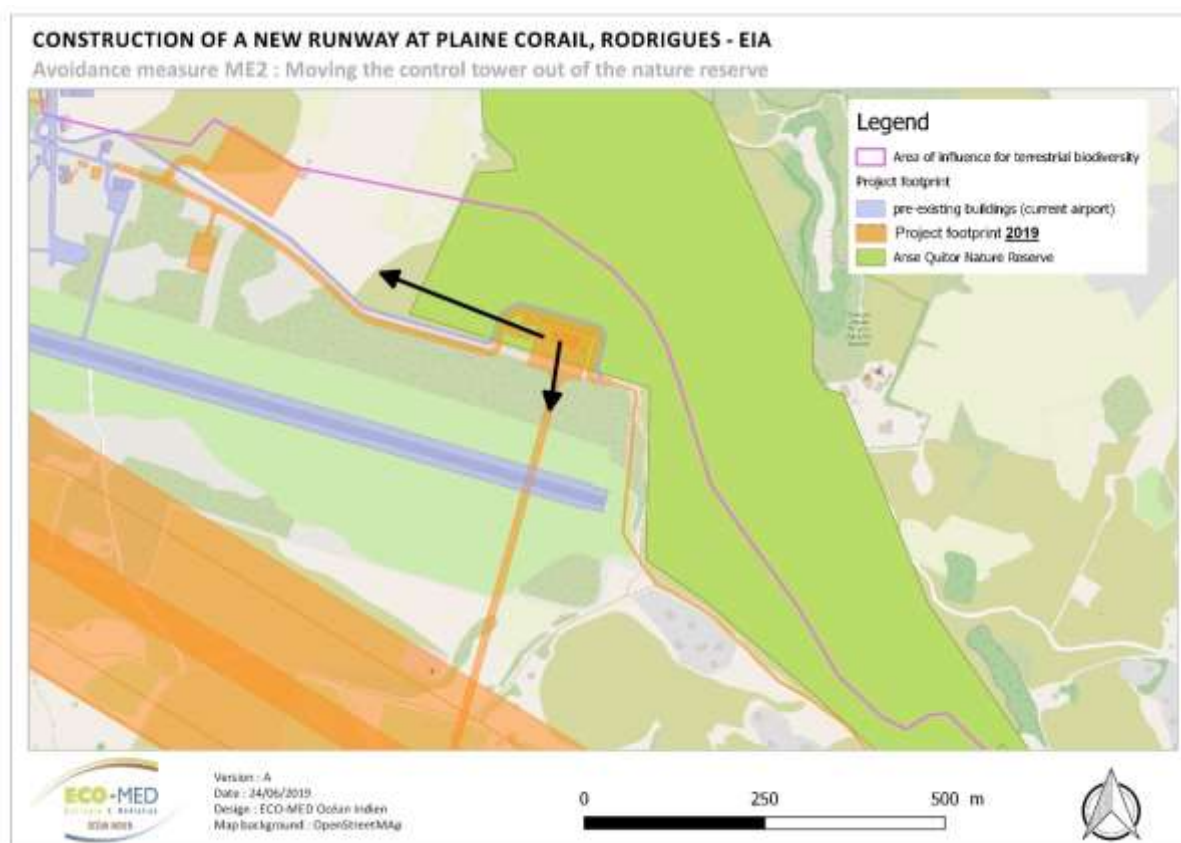 CONSTRUCTION OF A NEW RUNWAY AT PLAINE CORAIL, RODRIGUES - EIA
Avoidance measure ME2 : Moving the control tower out of the nature reserve
Legend
Area of influence for terrestrial biodiversity
Project footprint
pre-existing buildings (current airport)
Project footprint 2019
Anse Quitor Nature Reserve
ECO-MED
OCÉAN INDIEN
Version : A
Date : 24/06/2019
Design : ECO-MED Océan Indien
Map background : OpenStreetMAp
0 250 500 m